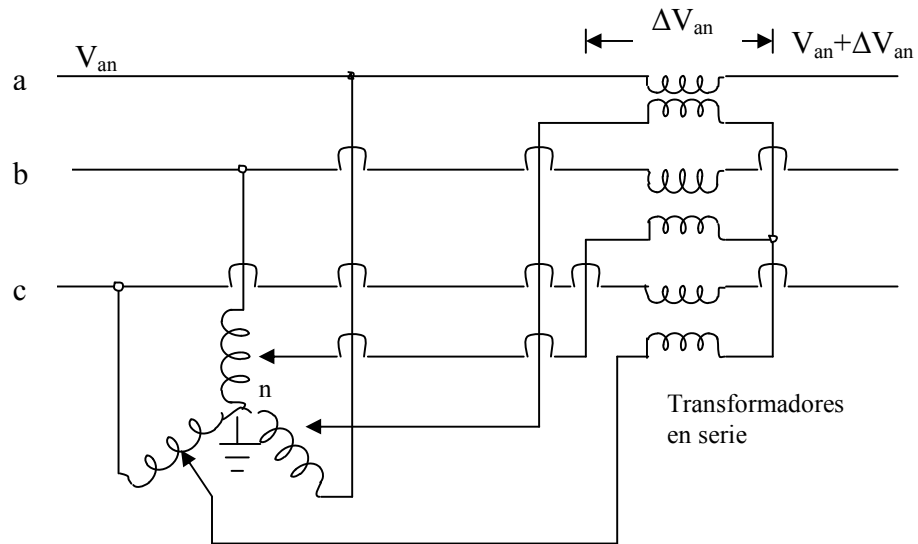 ΔV_an
V_an
V_an+ΔV_an
a
b
c
n
Transformadores
en serie